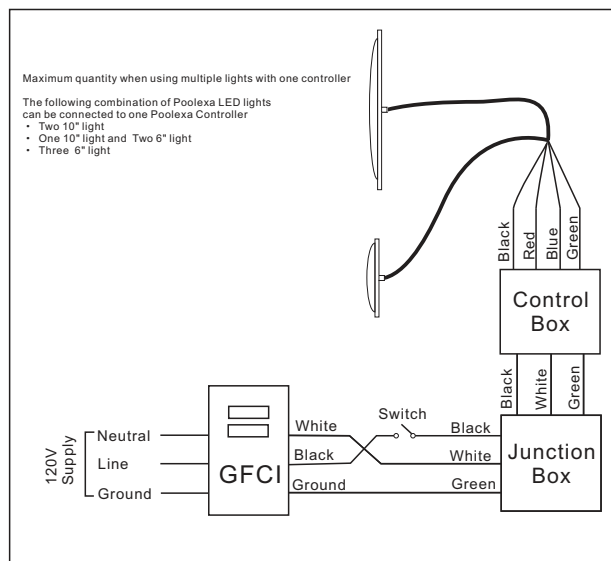 Maximum quantity when using multiple lights with one controller
The following combination of Poolexa LED lights
can be connected to one Poolexa Controller
• Two 10" light
• One 10" light and Two 6" light
• Three 6" light
Black
Red
Blue
Green
Control
Box
Black
White
Green
Switch
120V
Supply
Neutral
Line
Ground
GFCI
White
Black
Ground
Black
White
Green
Junction
Box